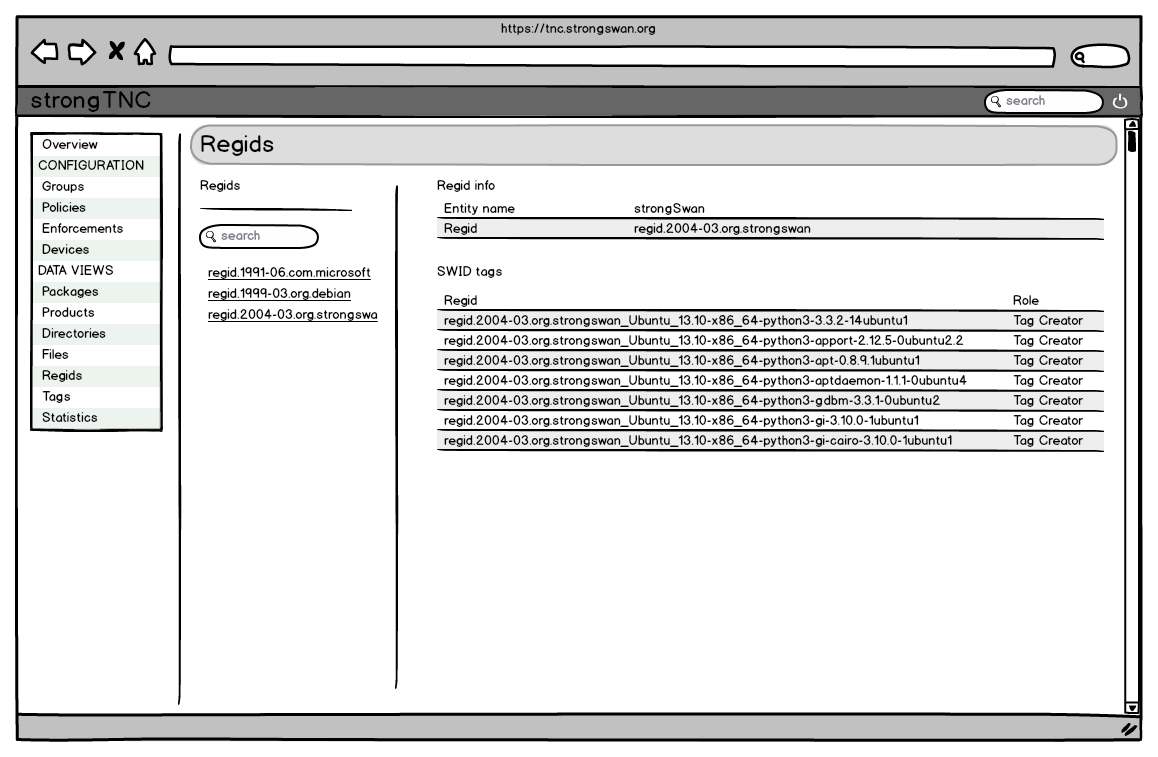 https://tnc.strongswan.org
strongTNC
search
Overview
CONFIGURATION
Groups
Policies
Enforcements
Devices
DATA VIEWS
Packages
Products
Directories
Files
Regids
Tags
Statistics
Regids
Regids
search
regid.1991-06.com.microsoft
regid.1999-03.org.debian
regid.2004-03.org.strongswa
Regid info
Entity name strongSwan
Regid regid.2004-03.org.strongswan
SWID tags
Regid Role
regid.2004-03.org.strongswan_Ubuntu_13.10-x86_64-python3-3.3.2-14ubuntu1 Tag Creator
regid.2004-03.org.strongswan_Ubuntu_13.10-x86_64-python3-apport-2.12.5-0ubuntu2.2 Tag Creator
regid.2004-03.org.strongswan_Ubuntu_13.10-x86_64-python3-apt-0.8.9.1ubuntu1 Tag Creator
regid.2004-03.org.strongswan_Ubuntu_13.10-x86_64-python3-aptdaemon-1.1.1-0ubuntu4 Tag Creator
regid.2004-03.org.strongswan_Ubuntu_13.10-x86_64-python3-gdbm-3.3.1-0ubuntu2 Tag Creator
regid.2004-03.org.strongswan_Ubuntu_13.10-x86_64-python3-gi-3.10.0-1ubuntu1 Tag Creator
regid.2004-03.org.strongswan_Ubuntu_13.10-x86_64-python3-gi-cairo-3.10.0-1ubuntu1 Tag Creator